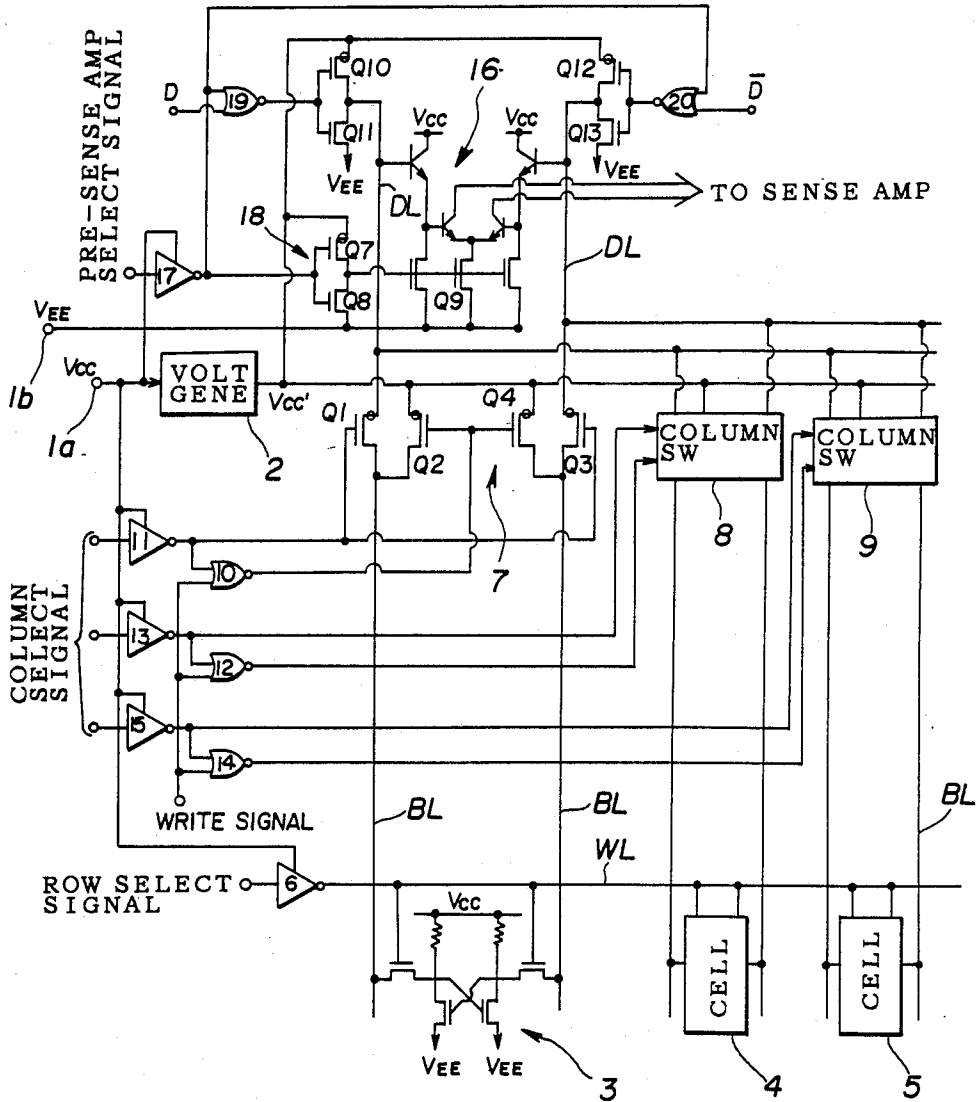 Q10
Q12
16
D
19
20
D̅
Vcc
Vcc
Q11
Q13
VEE
VEE
PRE-SENSE AMP
SELECT SIGNAL
DL
TO SENSE AMP
18
Q7
DL
17
Q8
Q9
VEE
1b
Vcc
VOLT
GENE
Vcc'
1a
2
Q1
Q2
Q4
Q3
COLUMN
SW
COLUMN
SW
7
8
9
COLUMN
SELECT
SIGNAL
11
10
13
12
15
14
WRITE SIGNAL
BL
BL
BL
WL
ROW SELECT
SIGNAL
6
Vcc
CELL
CELL
VEE
VEE
3
4
5